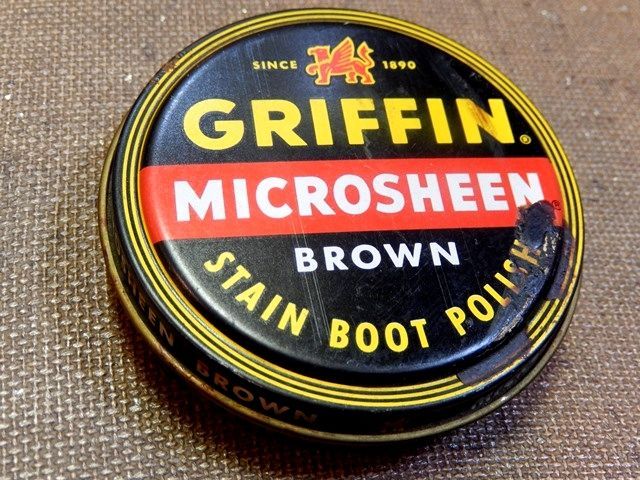 SINCE 1890
GRIFFIN®
MICROSHEEN®
BROWN
STAIN BOOT POLISH
BROWN